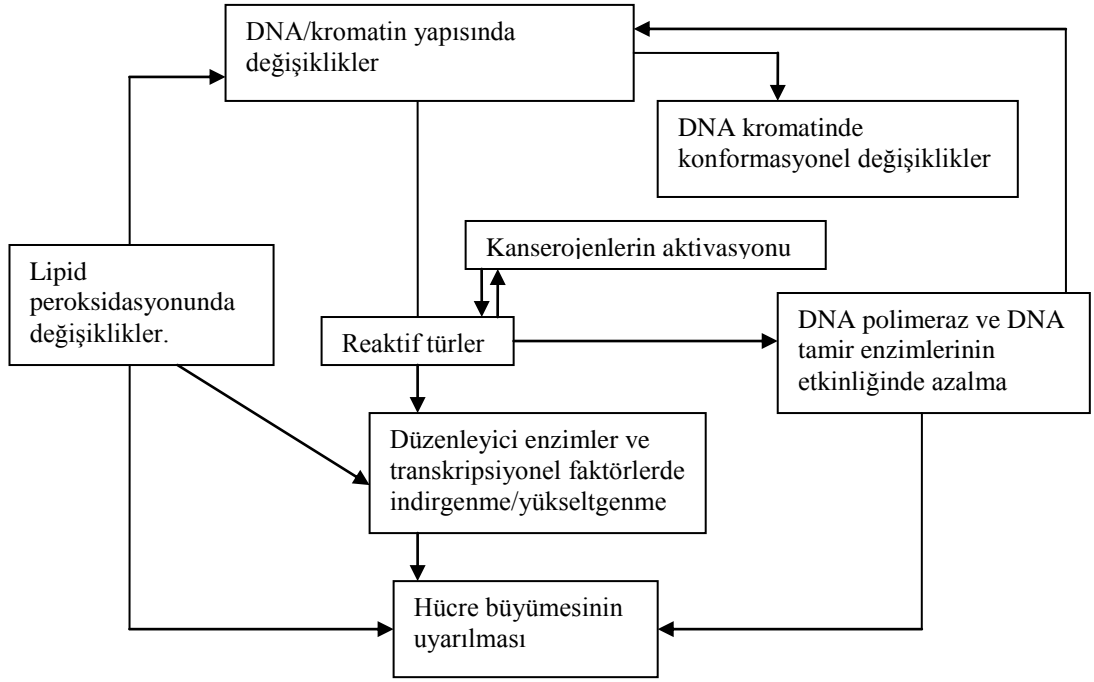 DNA/kromatin yapısında
değişiklikler
DNA kromatinde
konformasyonel değişiklikler
Kanserojenlerin aktivasyonu
Lipid
peroksidasyonunda
değişiklikler.
Reaktif türler
DNA polimeraz ve DNA
tamir enzimlerinin
etkinliğinde azalma
Düzenleyici enzimler ve
transkripsiyonel faktörlerde
indirgenme/yükseltgenme
Hücre büyümesinin
uyarılması